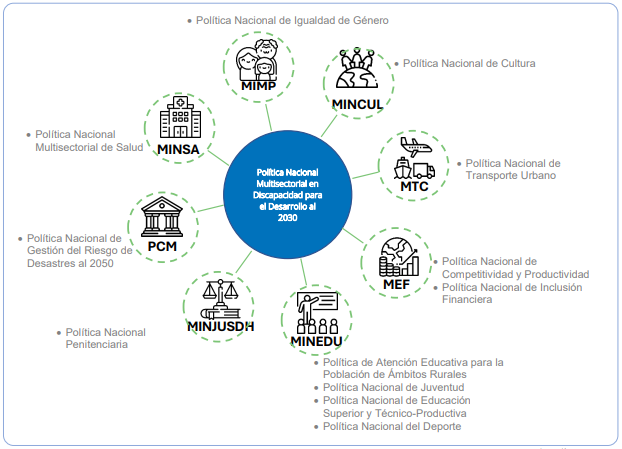 • Política Nacional de Igualdad de Género
MIMP
• Política Nacional de Cultura
MINCUL
• Política Nacional
Multisectorial de Salud
MINSA
• Política Nacional de
Transporte Urbano
MTC
Política Nacional
Multisectorial en
Discapacidad para
el Desarrollo al
2030
• Política Nacional de
Gestión del Riesgo de
Desastres al 2050
PCM
• Política Nacional de
Competitividad y Productividad
• Política Nacional de Inclusión
Financiera
MEF
• Política Nacional
Penitenciaria
MINJUSDH
MINEDU
• Política de Atención Educativa para la
Población de Ámbitos Rurales
• Política Nacional de Juventud
• Política Nacional de Educación
Superior y Técnico-Productiva
• Política Nacional del Deporte